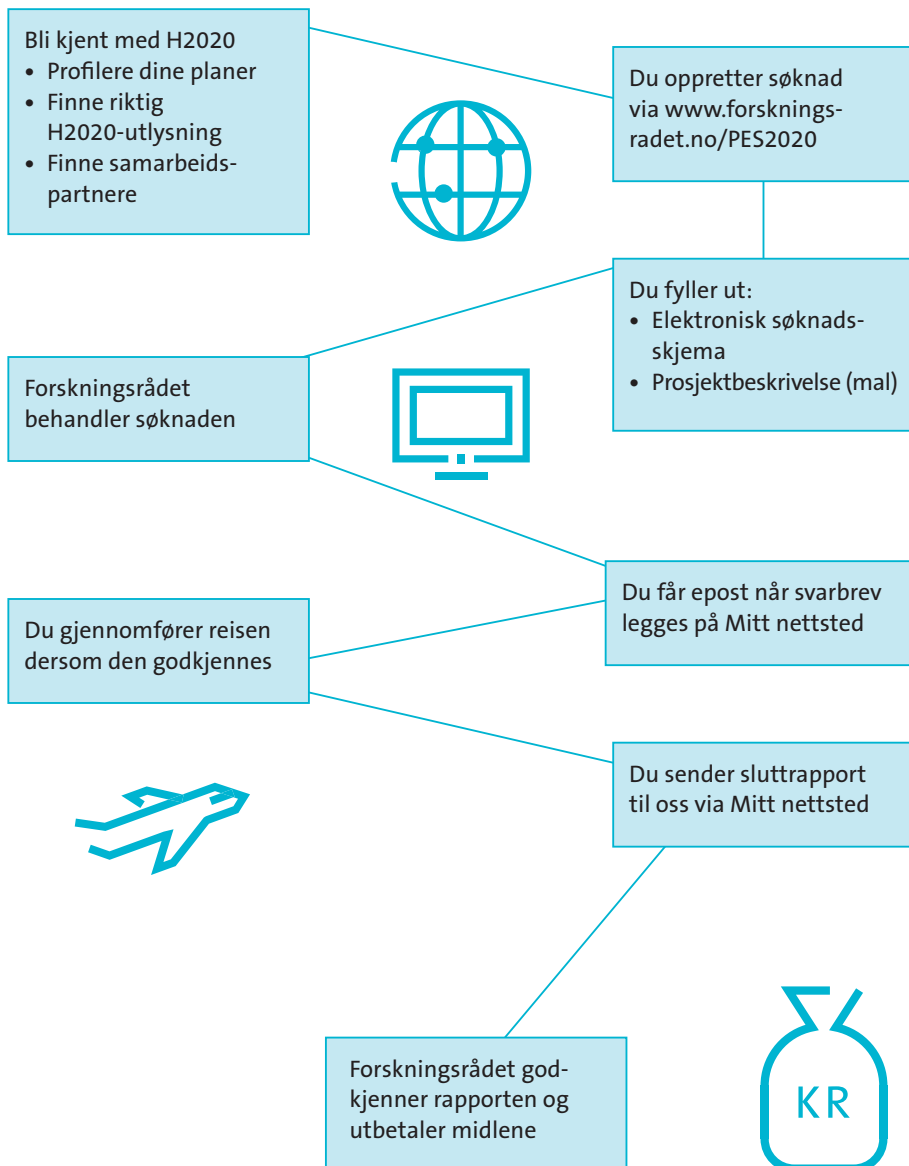 Bli kjent med H2020
• Profilere dine planer
• Finne riktig
H2020-utlysning
• Finne samarbeids-
partnere
Du oppretter søknad
via www.forsknings-
radet.no/PES2020
Du fyller ut:
• Elektronisk søknads-
skjema
• Prosjektbeskrivelse (mal)
Forskningsrådet
behandler søknaden
Du får epost når svarbrev
legges på Mitt nettsted
Du gjennomfører reisen
dersom den godkjennes
Du sender sluttrapport
til oss via Mitt nettsted
Forskningsrådet god-
kjenner rapporten og
utbetaler midlene
KR